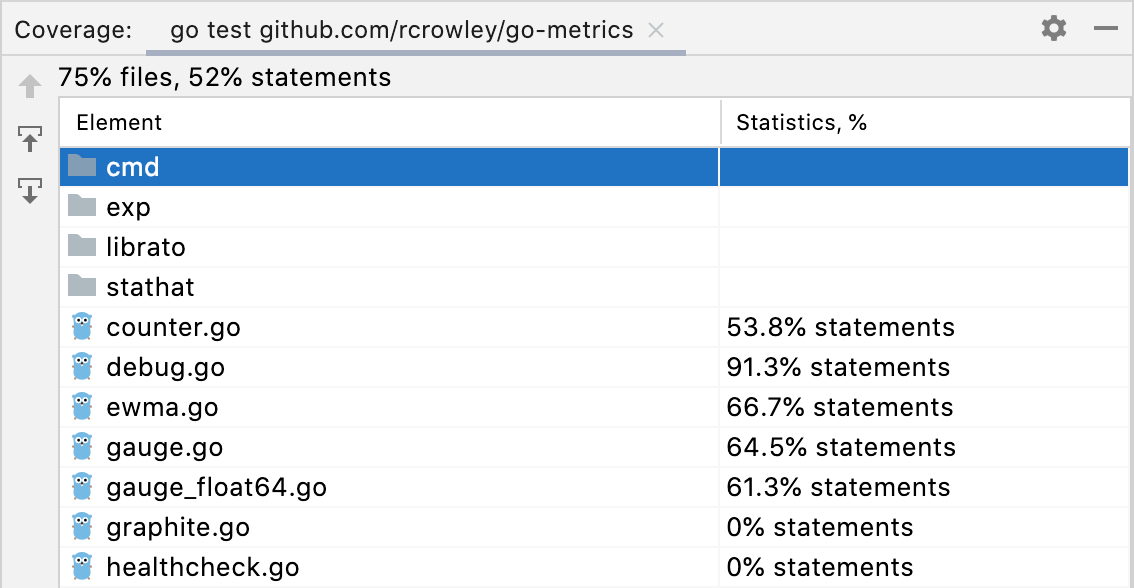 Coverage: go test github.com/rcrowley/go-metrics
75% files, 52% statements
Element Statistics, %
cmd
exp
librato
stathat
counter.go 53.8% statements
debug.go 91.3% statements
ewma.go 66.7% statements
gauge.go 64.5% statements
gauge_float64.go 61.3% statements
graphite.go 0% statements
healthcheck.go 0% statements